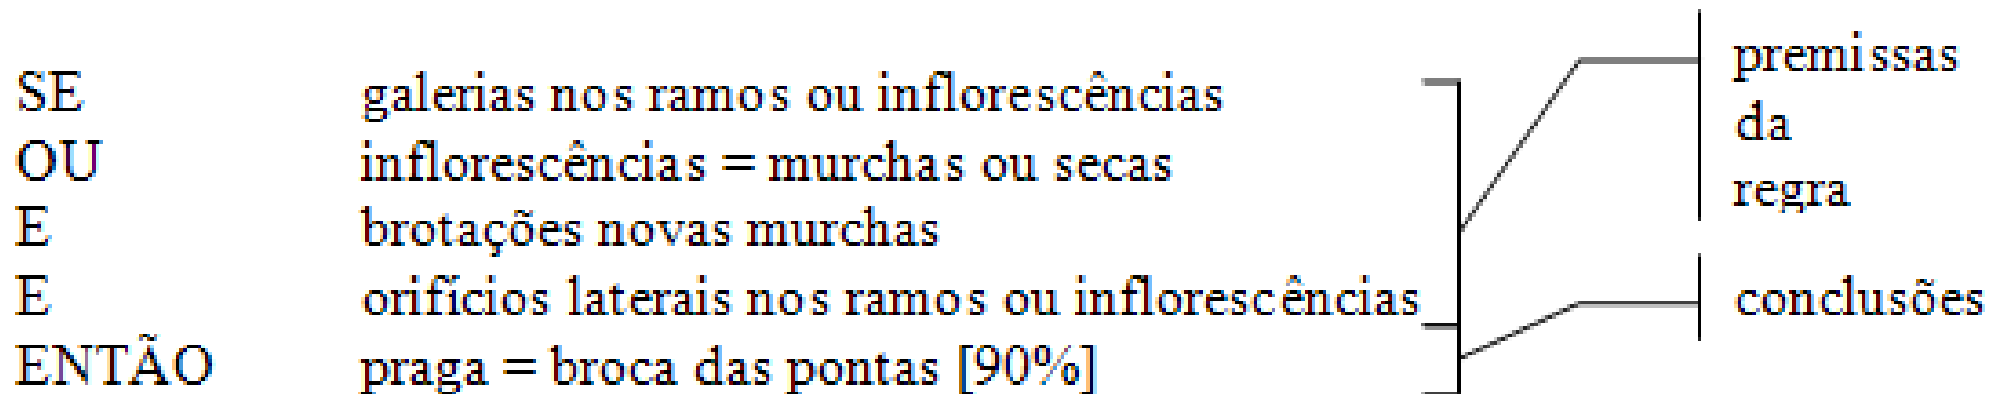 SE galerias nos ramos ou inflorescências
OU inflorescências = murchas ou secas
E brotações novas murchas
E orifícios laterais nos ramos ou inflorescências
ENTÃO praga = broca das pontas [90%]
premissas
da
regra
conclusões